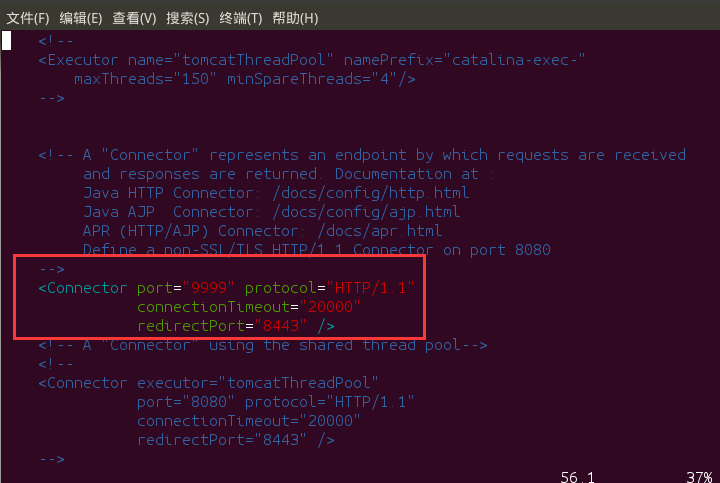 文件(F) 编辑(E) 查看(V) 搜索(S) 终端(T) 帮助(H)
<!--
<Executor name="tomcatThreadPool" namePrefix="catalina-exec-"
maxThreads="150" minSpareThreads="4"/>
-->
<!-- A "Connector" represents an endpoint by which requests are received
and responses are returned. Documentation at :
Java HTTP Connector: /docs/config/http.html
Java AJP  Connector: /docs/config/ajp.html
APR (HTTP/AJP) Connector: /docs/apr.html
Define a non-SSL/TLS HTTP/1.1 Connector on port 8080
-->
<Connector port="9999" protocol="HTTP/1.1"
connectionTimeout="20000"
redirectPort="8443" />
<!-- A "Connector" using the shared thread pool-->
<!--
<Connector executor="tomcatThreadPool"
port="8080" protocol="HTTP/1.1"
connectionTimeout="20000"
redirectPort="8443" />
-->
56,1 37%